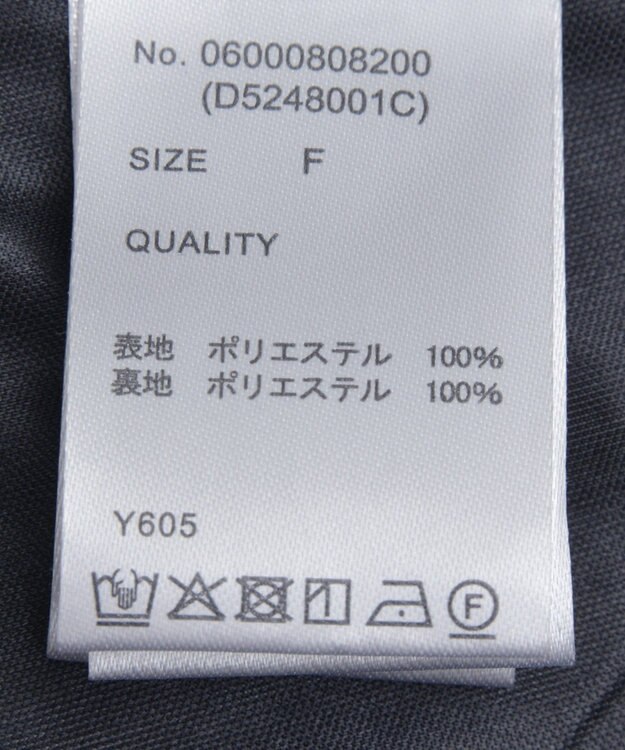 No. 06000808200
(D5248001C)
SIZE F
QUALITY
表地 ポリエステル 100%
裏地 ポリエステル 100%
Y605
F